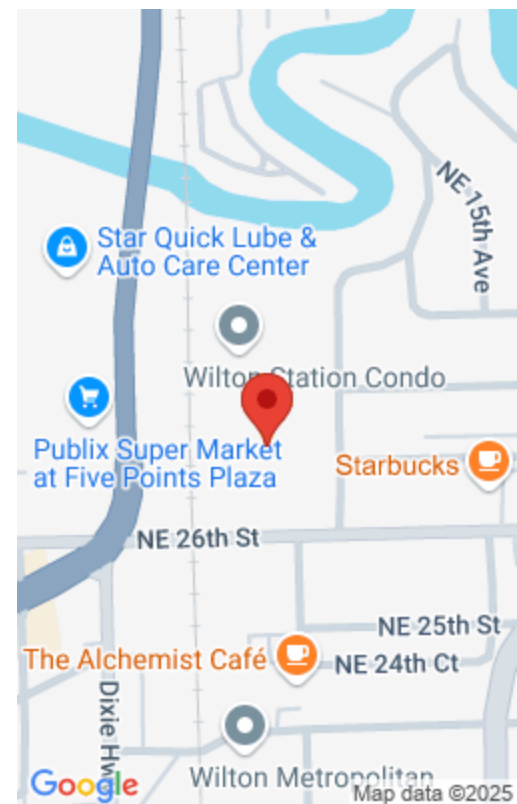 NE 15th Ave
Star Quick Lube &
Auto Care Center
Wilton Station Condo
Publix Super Market
at Five Points Plaza
Starbucks
NE 26th St
NE 25th St
The Alchemist Café
NE 24th Ct
Dixie Hwy
Wilton Metropolitan
Google
Map data ©2025